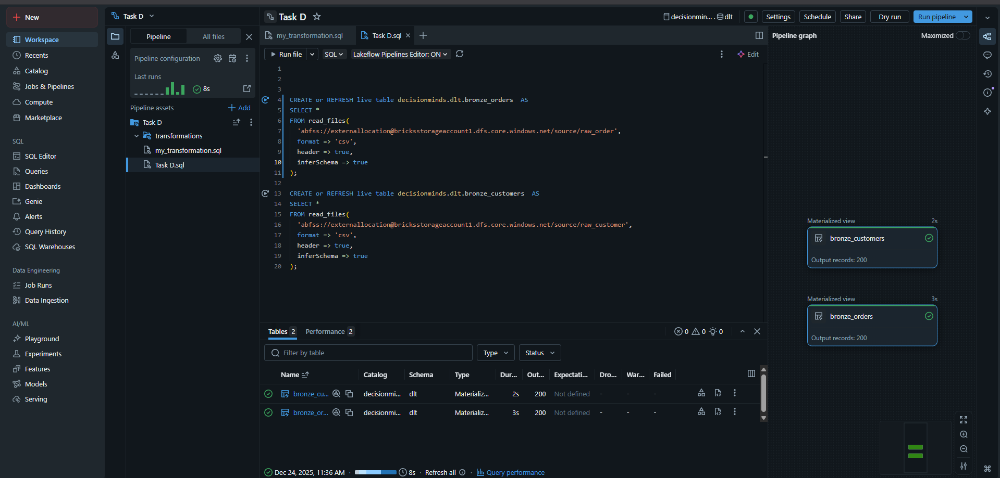 New
Workspace
Recents
Catalog
Jobs & Pipelines
Compute
Marketplace
SQL
SQL Editor
Queries
Dashboards
Genie
Alerts
Query History
SQL Warehouses
Data Engineering
Job Runs
Data Ingestion
AI/ML
Playground
Experiments
Features
Models
Serving
Task D
Pipeline All files
Pipeline configuration
Last runs
8s
Pipeline assets Add
Task D
transformations
my_transformation.sql
Task D.sql
Task D
decisionmin... . dlt Settings Schedule Share Dry run Run pipeline
my_transformation.sql Task D.sql
Run file SQL Lakeflow Pipelines Editor: ON Edit
1
2
3
4 CREATE or REFRESH live table decisionminds.dlt.bronze_orders AS
5 SELECT *
6 FROM read_files(
7 'abfss://externallocation@bricksstorageaccount1.dfs.core.windows.net/source/raw_order',
8 format => 'csv',
9 header => true,
10 inferSchema => true
11 );
12
13 CREATE or REFRESH live table decisionminds.dlt.bronze_customers AS
14 SELECT *
15 FROM read_files(
16 'abfss://externallocation@bricksstorageaccount1.dfs.core.windows.net/source/raw_customer',
17 format => 'csv',
18 header => true,
19 inferSchema => true
20 );
Tables 2 Performance 2 0 0 0
Filter by table Type Status
Name Catalog Schema Type Dur... Out... Expectati... Dro... War... Failed
bronze_cu... decisionmi... dlt Materializ... 2s 200 Not defined - - -
bronze_or... decisionmi... dlt Materializ... 3s 200 Not defined - - -
Dec 24, 2025, 11:36 AM · 8s · Refresh all · Query performance
Pipeline graph Maximized
Materialized view 2s
bronze_customers
Output records: 200
Materialized view 3s
bronze_orders
Output records: 200